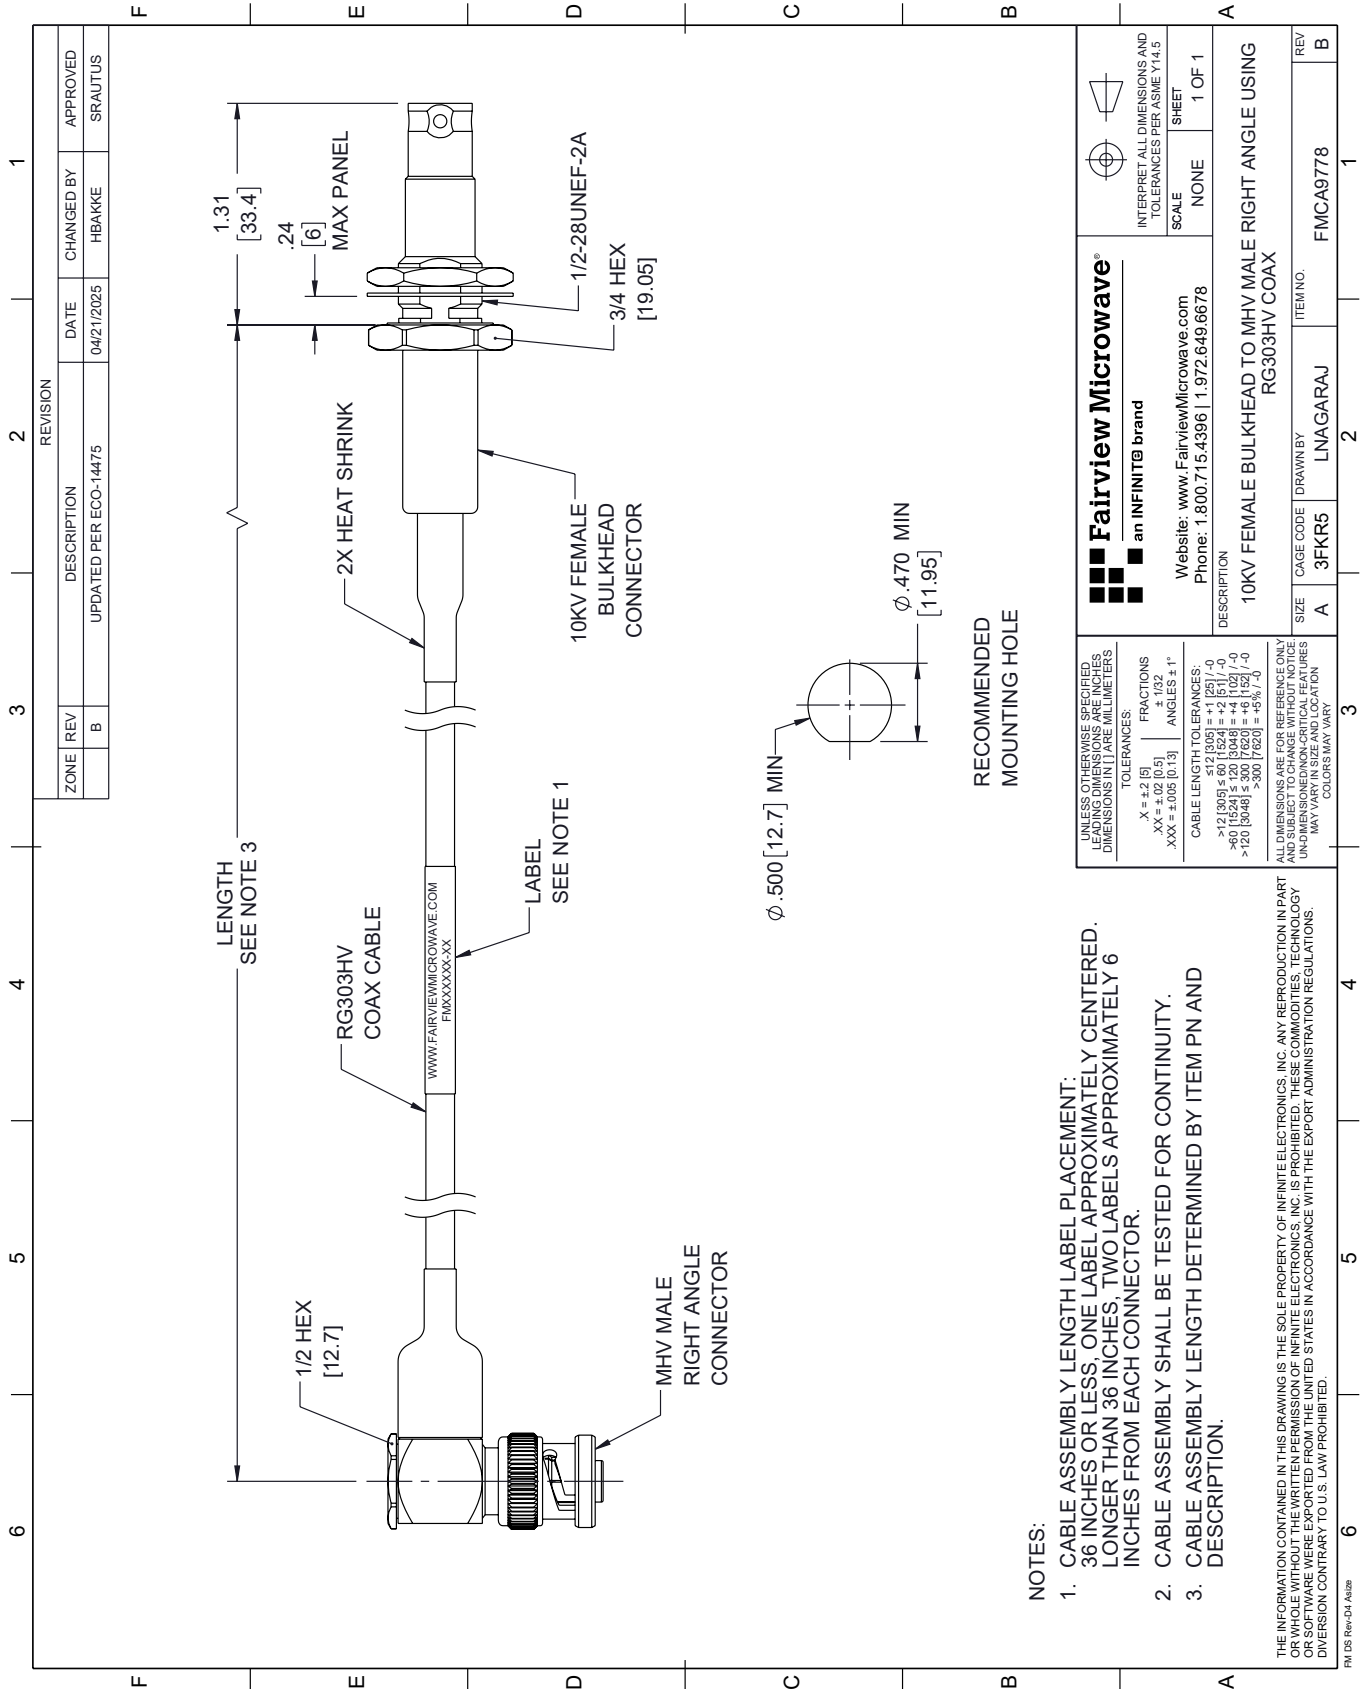 6
5
4
3
2
1
F
E
D
C
B
A
REVISION
ZONE
REV
DESCRIPTION
DATE
CHANGED BY
APPROVED
B
UPDATED PER ECO-14475
04/21/2025
HBAKKE
SRAUTUS
LENGTH
SEE NOTE 3
1.31
[33.4]
.24
[6]
MAX PANEL
1/2 HEX
[12.7]
RG303HV
COAX CABLE
2X HEAT SHRINK
WWW.FAIRVIEWMICROWAVE.COM
FMXXXXXX-XX
1/2-28UNEF-2A
3/4 HEX
[19.05]
MHV MALE
RIGHT ANGLE
CONNECTOR
LABEL
SEE NOTE 1
10KV FEMALE
BULKHEAD
CONNECTOR
Ø.500 [12.7] MIN
Ø.470 MIN
[11.95]
RECOMMENDED
MOUNTING HOLE
NOTES:
1. CABLE ASSEMBLY LENGTH LABEL PLACEMENT:
36 INCHES OR LESS, ONE LABEL APPROXIMATELY CENTERED.
LONGER THAN 36 INCHES, TWO LABELS APPROXIMATELY 6
INCHES FROM EACH CONNECTOR.
2. CABLE ASSEMBLY SHALL BE TESTED FOR CONTINUITY.
3. CABLE ASSEMBLY LENGTH DETERMINED BY ITEM PN AND
DESCRIPTION.
THE INFORMATION CONTAINED IN THIS DRAWING IS THE SOLE PROPERTY OF INFINITE ELECTRONICS, INC. ANY REPRODUCTION IN PART
OR WHOLE WITHOUT THE WRITTEN PERMISSION OF INFINITE ELECTRONICS, INC. IS PROHIBITED. THESE COMMODITIES, TECHNOLOGY
OR SOFTWARE WERE EXPORTED FROM THE UNITED STATES IN ACCORDANCE WITH THE EXPORT ADMINISTRATION REGULATIONS.
DIVERSION CONTRARY TO U.S. LAW PROHIBITED.
UNLESS OTHERWISE SPECIFIED
LEADING DIMENSIONS ARE INCHES
DIMENSIONS IN [ ] ARE MILLIMETERS
TOLERANCES:
.X = ±.2 [5]
.XX = ±.02 [0.5]
.XXX = ±.005 [0.13]
FRACTIONS
± 1/32
ANGLES ± 1°
CABLE LENGTH TOLERANCES:
≤12 [305] = +1 [25] / -0
>12 [305] ≤ 60 [1524] = +2 [51] / -0
>60 [1524] ≤ 120 [3048] = +4 [102] / -0
>120 [3048] ≤ 300 [7620] = +6 [152] / -0
>300 [7620] = +5% / -0
ALL DIMENSIONS ARE FOR REFERENCE ONLY
AND SUBJECT TO CHANGE WITHOUT NOTICE.
UN-DIMENSIONED/NON-CRITICAL FEATURES
MAY VARY IN SIZE AND LOCATION
COLORS MAY VARY
Fairview Microwave®
an INFINIT@ brand
Website: www.FairviewMicrowave.com
Phone: 1.800.715.4396 | 1.972.649.6678
INTERPRET ALL DIMENSIONS AND
TOLERANCES PER ASME Y14.5
SCALE
NONE
SHEET
1 OF 1
DESCRIPTION
10KV FEMALE BULKHEAD TO MHV MALE RIGHT ANGLE USING
RG303HV COAX
SIZE
A
CAGE CODE
3FKR5
DRAWN BY
LNAGARAJ
ITEM NO.
FMCA9778
REV
B
F
E
D
C
B
A
6
5
4
3
2
1
FM DS Rev-D4 Asize